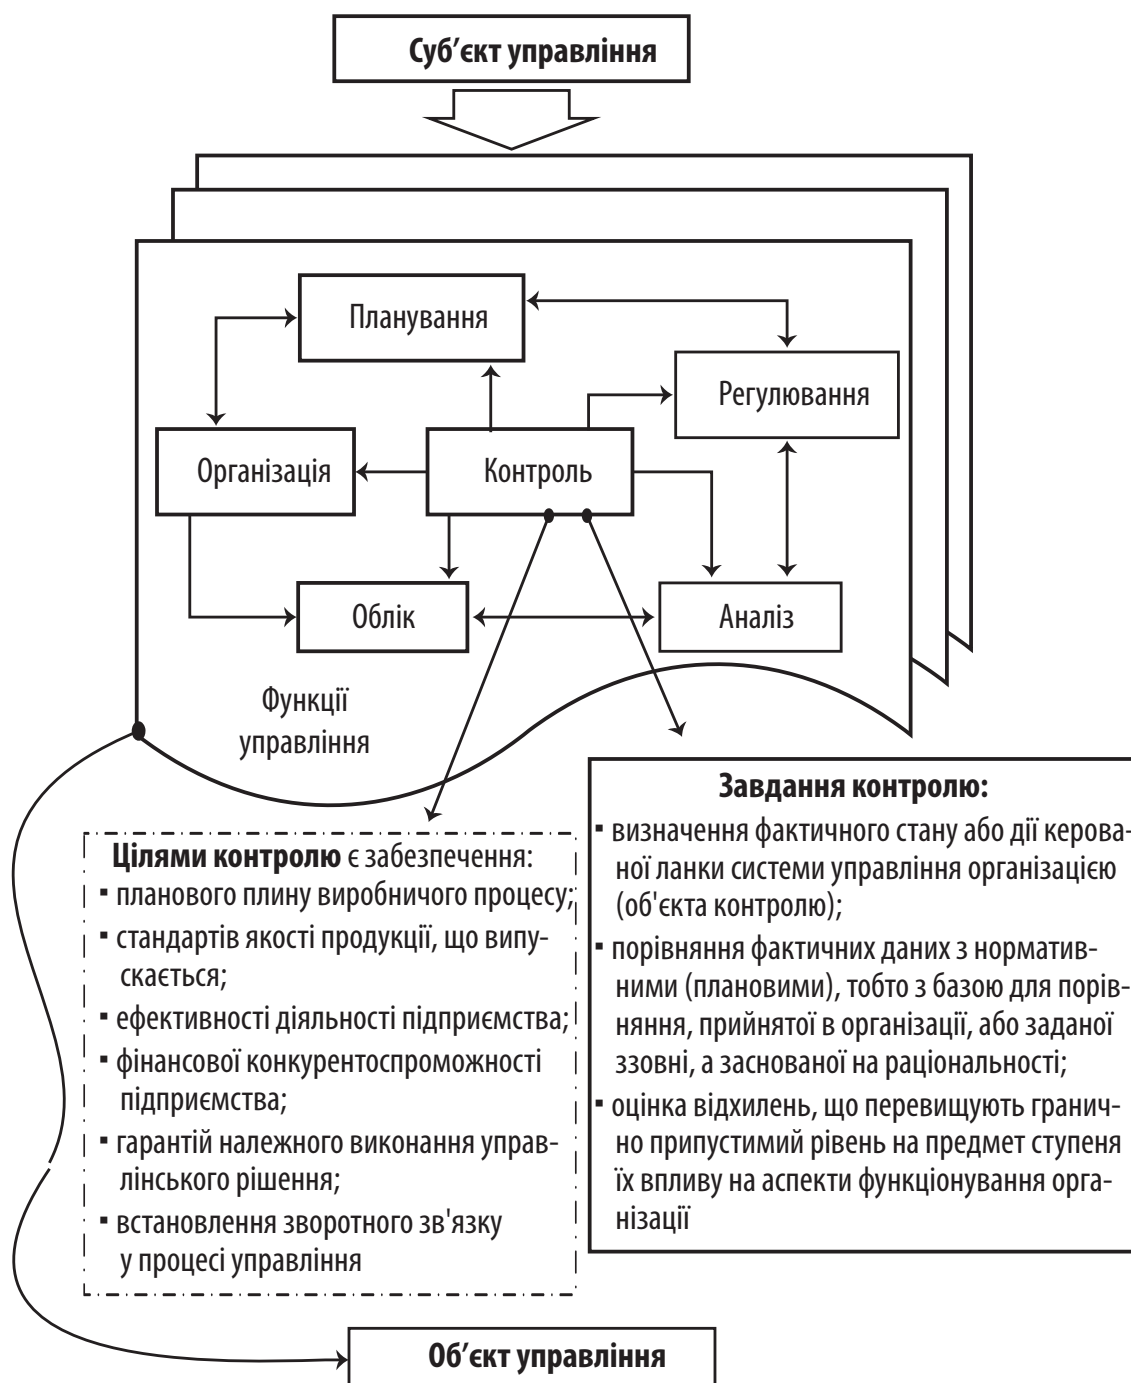 Суб’єкт управління
Планування
Регулювання
Організація
Контроль
Облік
Аналіз
Функції
управління
Завдання контролю:
▪ визначення фактичного стану або дії керова-
ної ланки системи управління організацією
(об'єкта контролю);
▪ порівняння фактичних даних з норматив-
ними (плановими), тобто з базою для порів-
няння, прийнятої в організації, або заданої
ззовні, а заснованої на раціональності;
▪ оцінка відхилень, що перевищують гранич-
но припустимий рівень на предмет ступеня
їх впливу на аспекти функціонування орга-
нізації
Цілями контролю є забезпечення:
▪ планового плину виробничого процесу;
▪ стандартів якості продукції, що випу-
скається;
▪ ефективності діяльності підприємства;
▪ фінансової конкурентоспроможності
підприємства;
▪ гарантій належного виконання управ-
лінського рішення;
▪ встановлення зворотного зв'язку
у процесі управління
Об’єкт управління